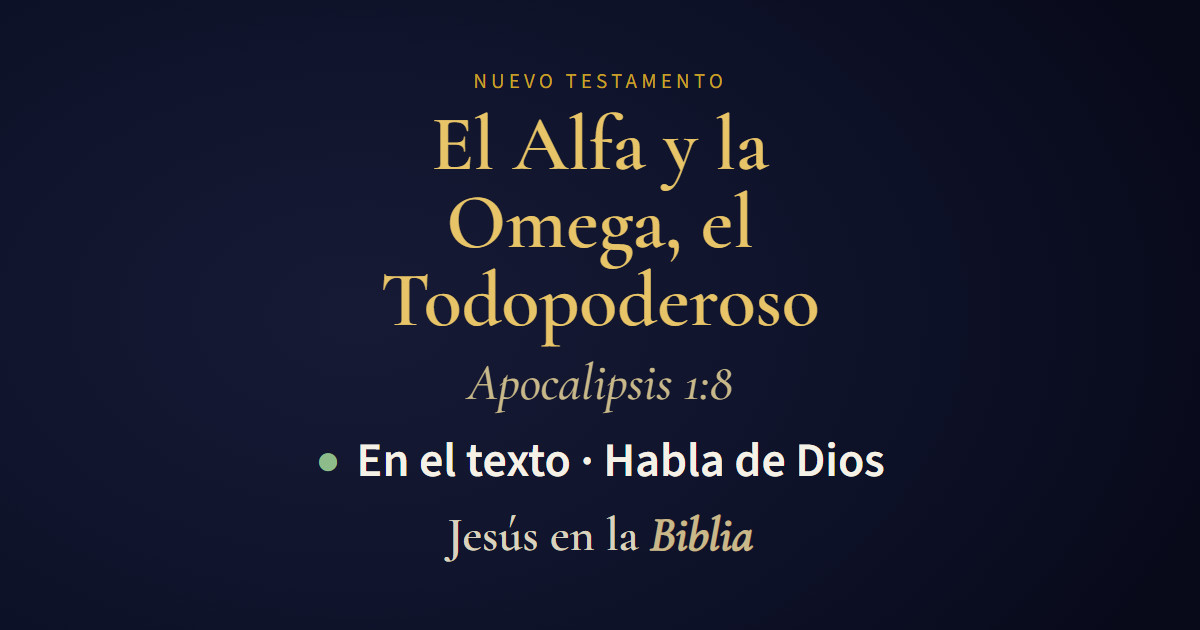 NUEVO TESTAMENTO
El Alfa y la
Omega, el
Todopoderoso
Apocalipsis 1:8
En el texto · Habla de Dios
Jesús en la Biblia